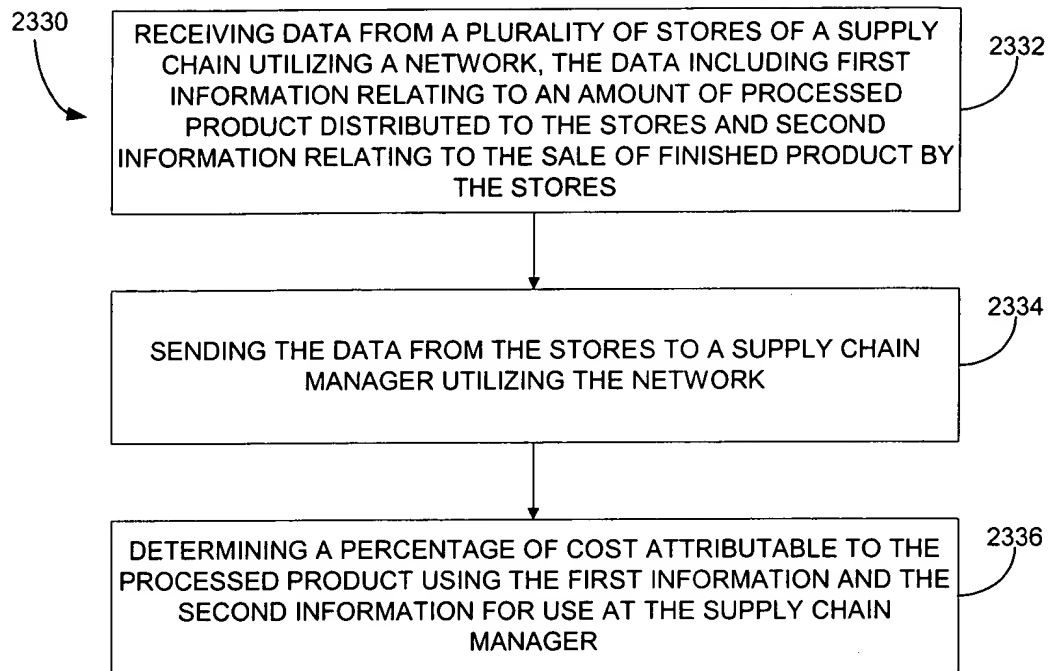 2330
RECEIVING DATA FROM A PLURALITY OF STORES OF A SUPPLY
CHAIN UTILIZING A NETWORK, THE DATA INCLUDING FIRST
INFORMATION RELATING TO AN AMOUNT OF PROCESSED
PRODUCT DISTRIBUTED TO THE STORES AND SECOND
INFORMATION RELATING TO THE SALE OF FINISHED PRODUCT BY
THE STORES
2332
SENDING THE DATA FROM THE STORES TO A SUPPLY CHAIN
MANAGER UTILIZING THE NETWORK
2334
DETERMINING A PERCENTAGE OF COST ATTRIBUTABLE TO THE
PROCESSED PRODUCT USING THE FIRST INFORMATION AND THE
SECOND INFORMATION FOR USE AT THE SUPPLY CHAIN
MANAGER
2336